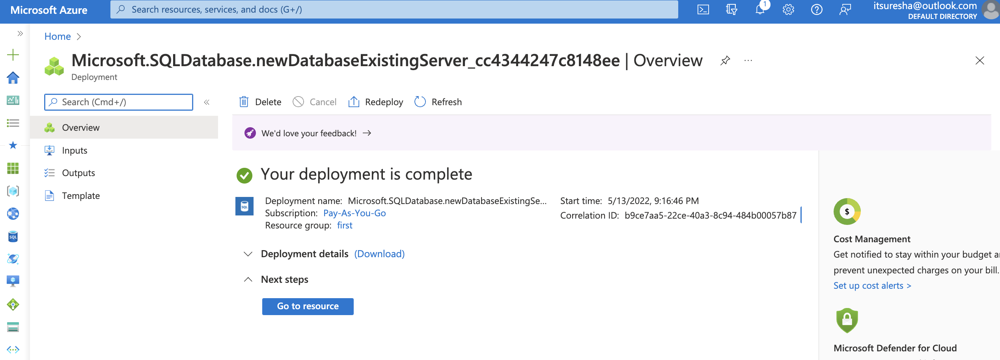 Microsoft Azure
Search resources, services, and docs (G+/)
1
itsuresha@outlook.com
DEFAULT DIRECTORY
Home
Microsoft.SQLDatabase.newDatabaseExistingServer_cc4344247c8148ee | Overview
Deployment
Search (Cmd+/)
Delete
Cancel
Redeploy
Refresh
Overview
Inputs
Outputs
Template
We'd love your feedback!
Your deployment is complete
SQL
Deployment name: Microsoft.SQLDatabase.newDatabaseExistingSe...
Subscription: Pay-As-You-Go
Resource group: first
Start time: 5/13/2022, 9:16:46 PM
Correlation ID: b9ce7aa5-22ce-40a3-8c94-484b00057b87
Deployment details (Download)
Next steps
Go to resource
SQL
$
Cost Management
Get notified to stay within your budget
prevent unexpected charges on your bill.
Set up cost alerts >
Microsoft Defender for Cloud